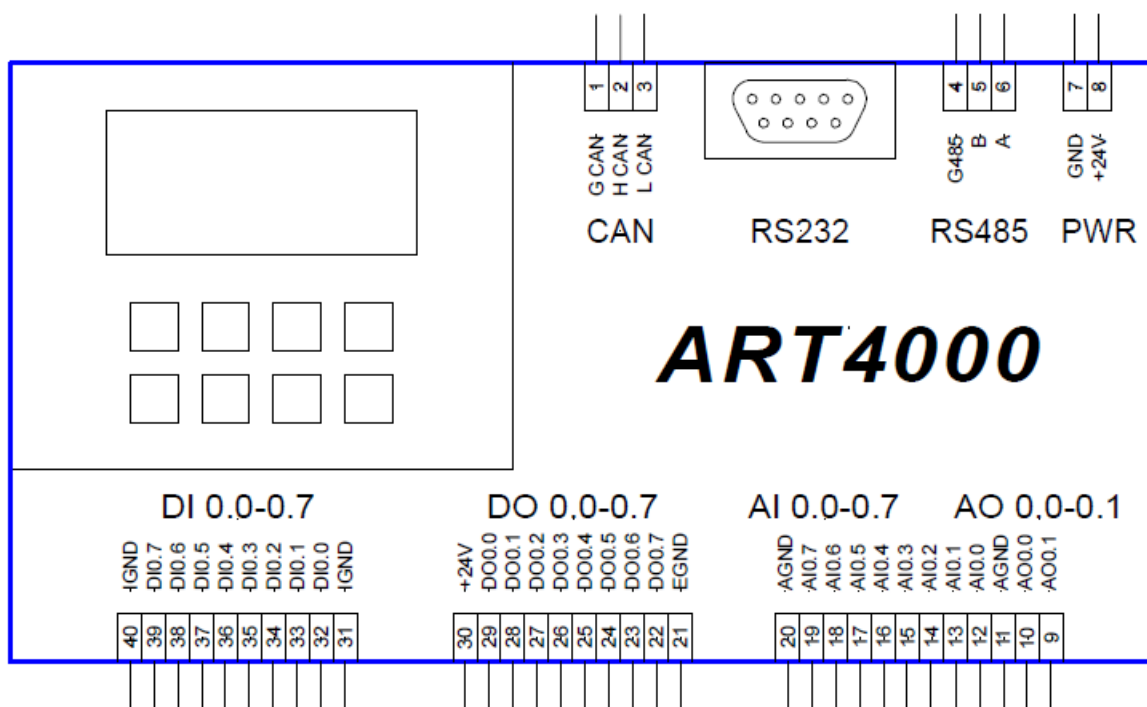 1 2 3
4 5 6
7 8
G CAN
H CAN
L CAN
G485
B
A
GND
+24V
CAN RS232 RS485 PWR
ART4000
DI 0.0-0.7 DO 0.0-0.7 AI 0.0-0.7 AO 0.0-0.1
IGND
DI0.7
DI0.6
DI0.5
DI0.4
DI0.3
DI0.2
DI0.1
DI0.0
IGND
+24V
DO0.0
DO0.1
DO0.2
DO0.3
DO0.4
DO0.5
DO0.6
DO0.7
EGND
AGND
AI0.7
AI0.6
AI0.5
AI0.4
AI0.3
AI0.2
AI0.1
AI0.0
AGND
AO0.0
AO0.1
40 39 38 37 36 35 34 33 32 31
30 29 28 27 26 25 24 23 22 21
20 19 18 17 16 15 14 13 12 11 10 9